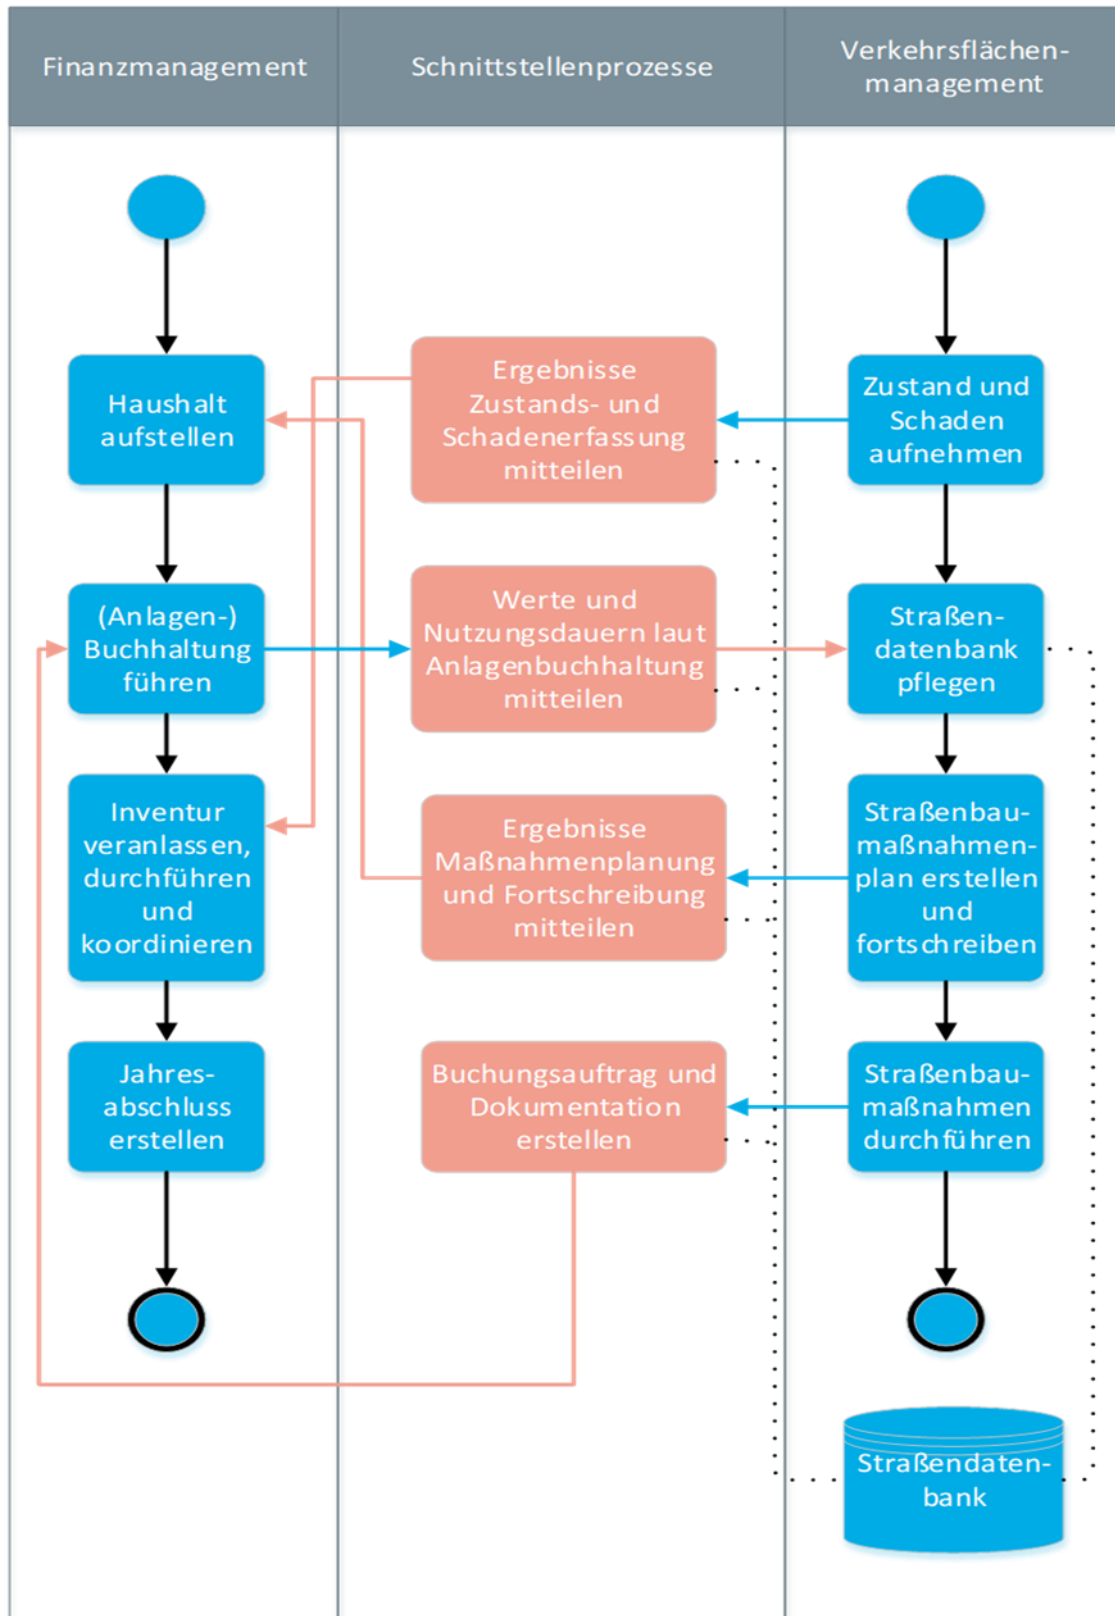 Finanzmanagement
Schnittstellenprozesse
Verkehrsflächen-
management
Haushalt
aufstellen
(Anlagen-)
Buchhaltung
führen
Inventur
veranlassen,
durchführen
und
koordinieren
Jahres-
abschluss
erstellen
Ergebnisse
Zustands- und
Schadenerfassung
mitteilen
Werte und
Nutzungsdauern laut
Anlagenbuchhaltung
mitteilen
Ergebnisse
Maßnahmenplanung
und Fortschreibung
mitteilen
Buchungsauftrag und
Dokumentation
erstellen
Zustand und
Schaden
aufnehmen
Straßen-
datenbank
pflegen
Straßenbau-
maßnahmen-
plan erstellen
und
fortschreiben
Straßenbau-
maßnahmen
durchführen
Straßendaten-
bank